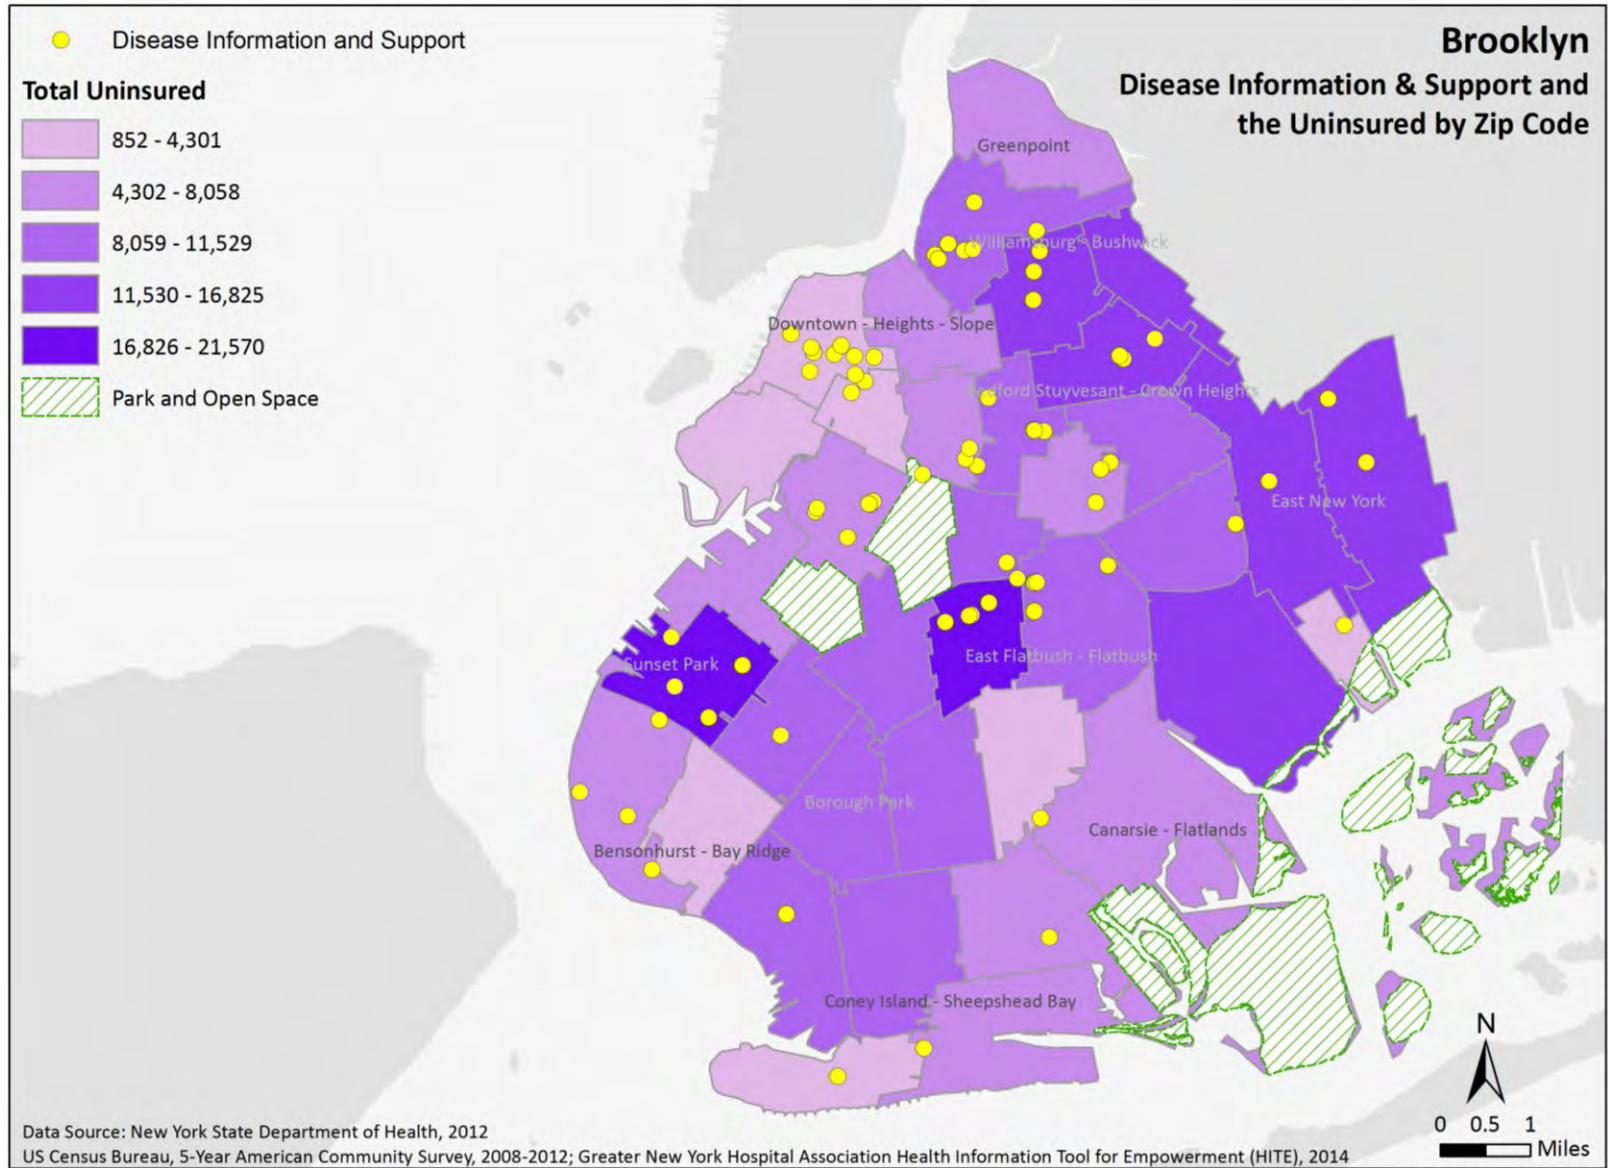 Disease Information and Support
Total Uninsured
852 - 4,301
4,302 - 8,058
8,059 - 11,529
11,530 - 16,825
16,826 - 21,570
Park and Open Space
Brooklyn
Disease Information & Support and
the Uninsured by Zip Code
Greenpoint
Williamsburg - Bushwick
Downtown - Heights - Slope
Bedford Stuyvesant - Crown Heights
East New York
Sunset Park
East Flatbush - Flatbush
Borough Park
Canarsie - Flatlands
Bensonhurst - Bay Ridge
Coney Island - Sheepshead Bay
N
0 0.5 1
Miles
Data Source: New York State Department of Health, 2012
US Census Bureau, 5-Year American Community Survey, 2008-2012; Greater New York Hospital Association Health Information Tool for Empowerment (HITE), 2014